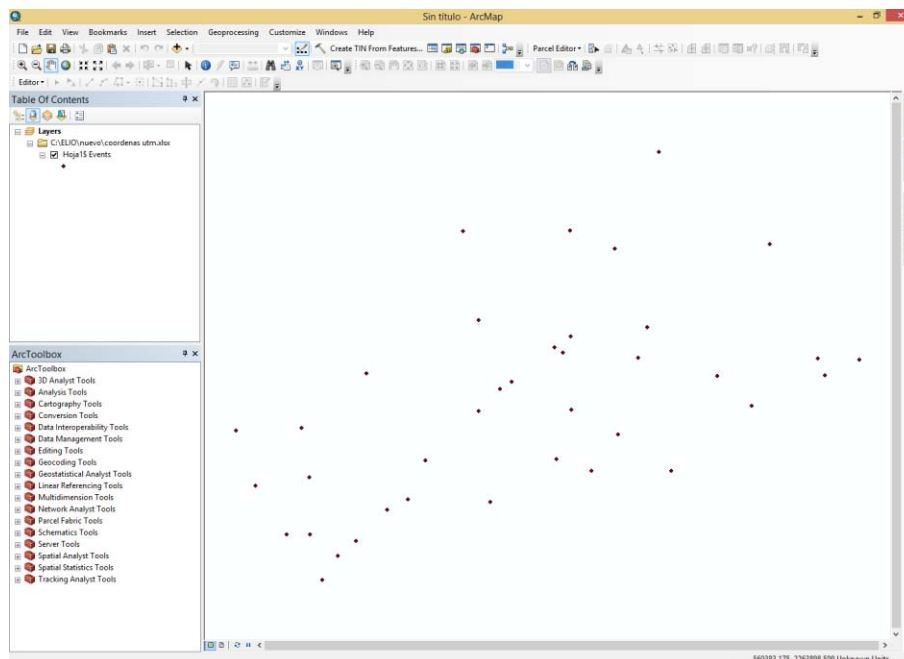 Sin título - ArcMap
File Edit View Bookmarks Insert Selection Geoprocessing Customize Windows Help
Create TIN From Features... Parcel Editor
Editor
Table Of Contents
Layers
C:\ELIO\nuevo\coordenas utm.xlsx
Hoja1$ Events
ArcToolbox
ArcToolbox
3D Analyst Tools
Analysis Tools
Cartography Tools
Conversion Tools
Data Interoperability Tools
Data Management Tools
Editing Tools
Geocoding Tools
Geostatistical Analyst Tools
Linear Referencing Tools
Multidimension Tools
Network Analyst Tools
Parcel Fabric Tools
Schematics Tools
Server Tools
Spatial Analyst Tools
Spatial Statistics Tools
Tracking Analyst Tools
Unknown Units